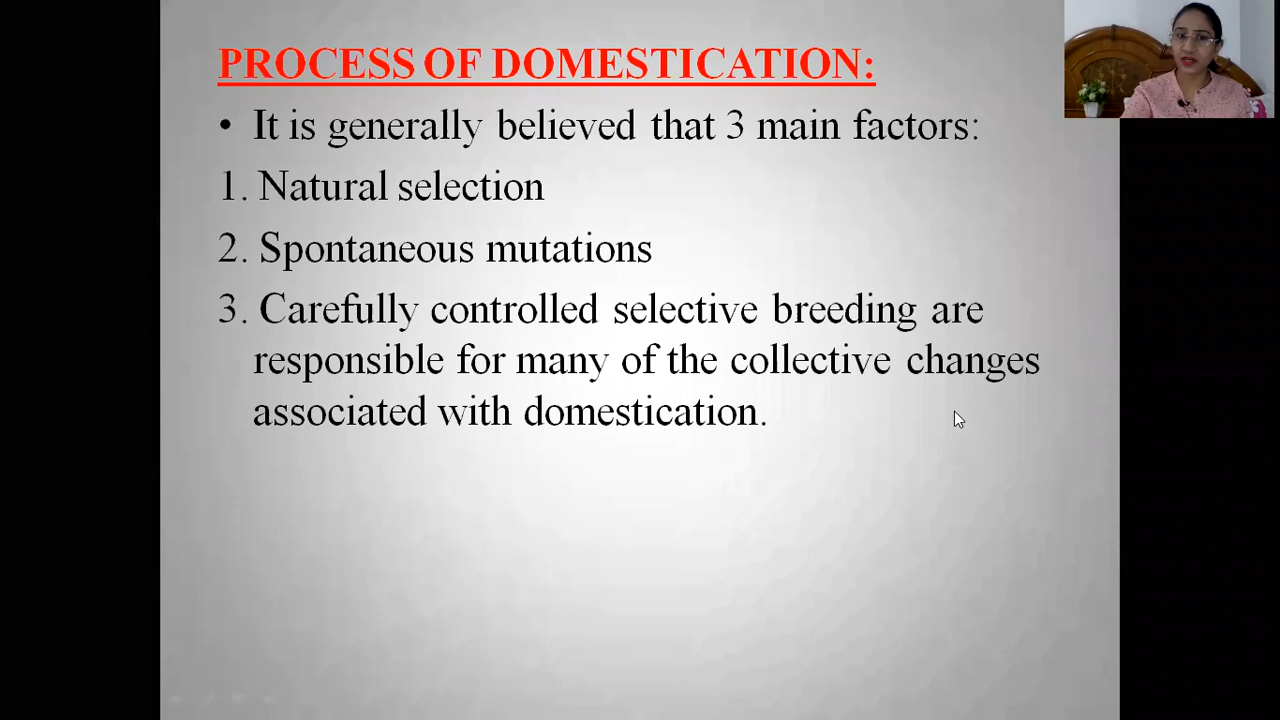 PROCESS OF DOMESTICATION:
• It is generally believed that 3 main factors:
1. Natural selection
2. Spontaneous mutations
3. Carefully controlled selective breeding are
responsible for many of the collective changes
associated with domestication.